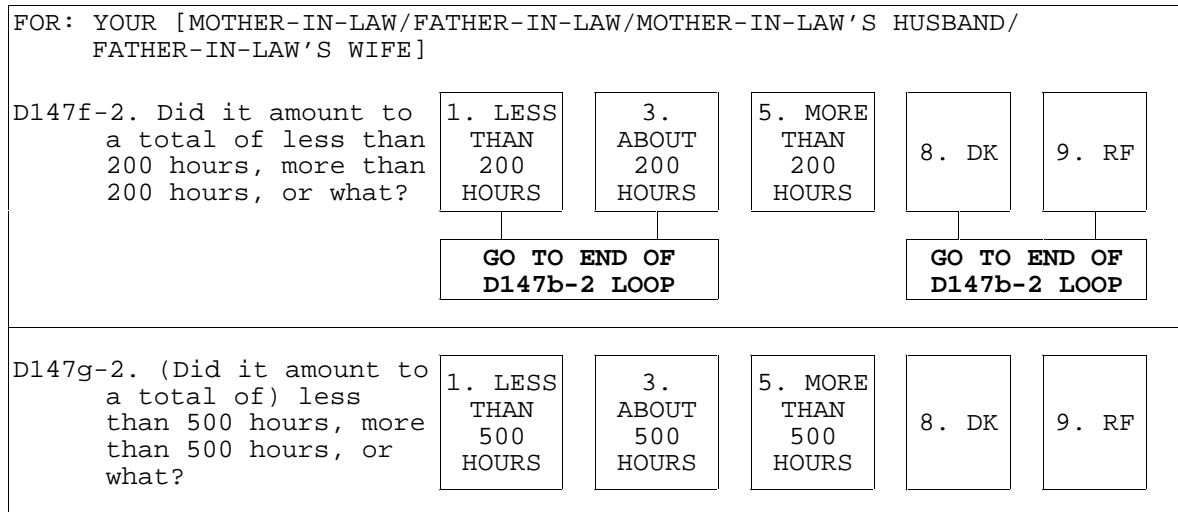 FOR: YOUR [MOTHER-IN-LAW/FATHER-IN-LAW/MOTHER-IN-LAW'S HUSBAND/
FATHER-IN-LAW'S WIFE]
D147f-2. Did it amount to
a total of less than
200 hours, more than
200 hours, or what?
1. LESS
THAN
200
HOURS
3.
ABOUT
200
HOURS
5. MORE
THAN
200
HOURS
8. DK
9. RF
GO TO END OF
D147b-2 LOOP
GO TO END OF
D147b-2 LOOP
D147g-2. (Did it amount to
a total of) less
than 500 hours, more
than 500 hours, or
what?
1. LESS
THAN
500
HOURS
3.
ABOUT
500
HOURS
5. MORE
THAN
500
HOURS
8. DK
9. RF